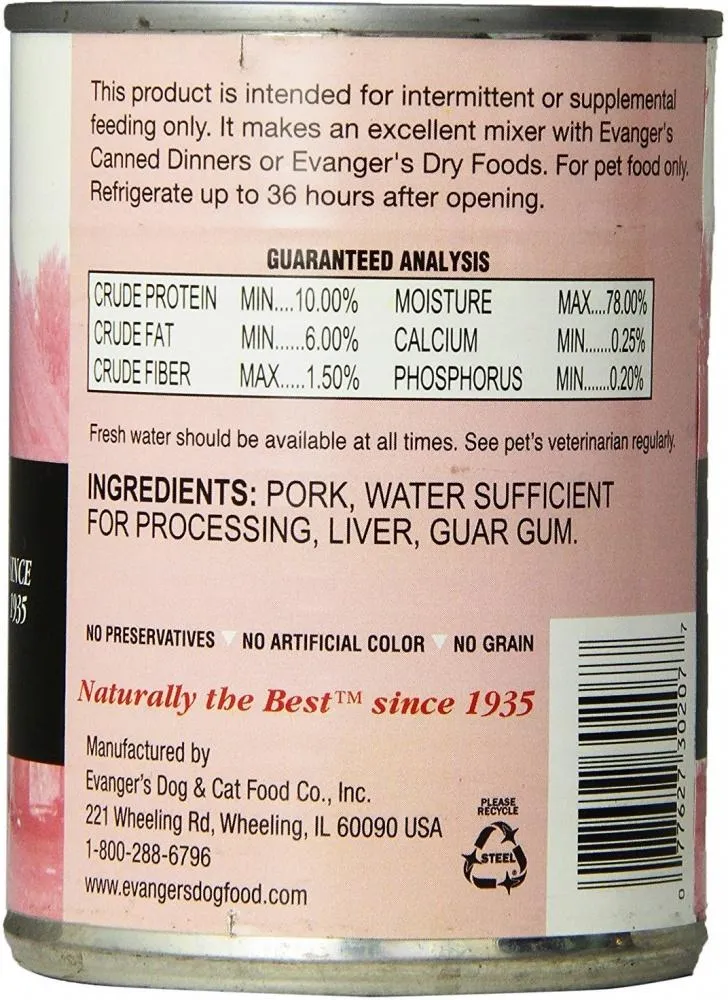 This product is intended for intermittent or supplemental
feeding only. It makes an excellent mixer with Evanger's
Canned Dinners or Evanger's Dry Foods. For pet food only.
Refrigerate up to 36 hours after opening.
GUARANTEED ANALYSIS
CRUDE PROTEIN MIN....10.00% MOISTURE MAX....78.00%
CRUDE FAT MIN......6.00% CALCIUM MIN.......0.25%
CRUDE FIBER MAX.....1.50% PHOSPHORUS MIN.......0.20%
Fresh water should be available at all times. See pet's veterinarian regularly.
INGREDIENTS: PORK, WATER SUFFICIENT
FOR PROCESSING, LIVER, GUAR GUM.
SINCE
1935
NO PRESERVATIVES NO ARTIFICIAL COLOR NO GRAIN
Naturally the Best™ since 1935
Manufactured by
Evanger's Dog & Cat Food Co., Inc.
221 Wheeling Rd, Wheeling, IL 60090 USA
1-800-288-6796
www.evangersdogfood.com
PLEASE
RECYCLE
STEEL
0 77627 30207 7